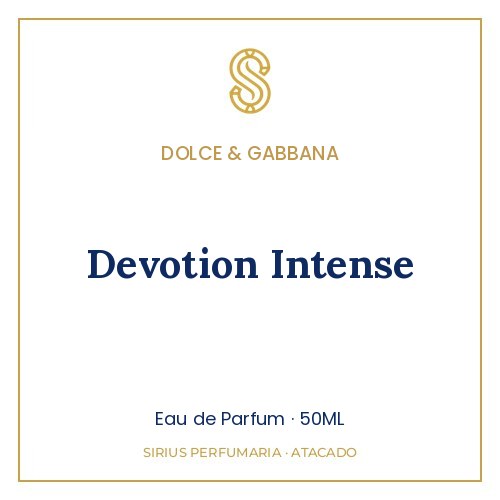 DOLCE & GABBANA
Devotion Intense
Eau de Parfum · 50ML
SIRIUS PERFUMARIA · ATACADO